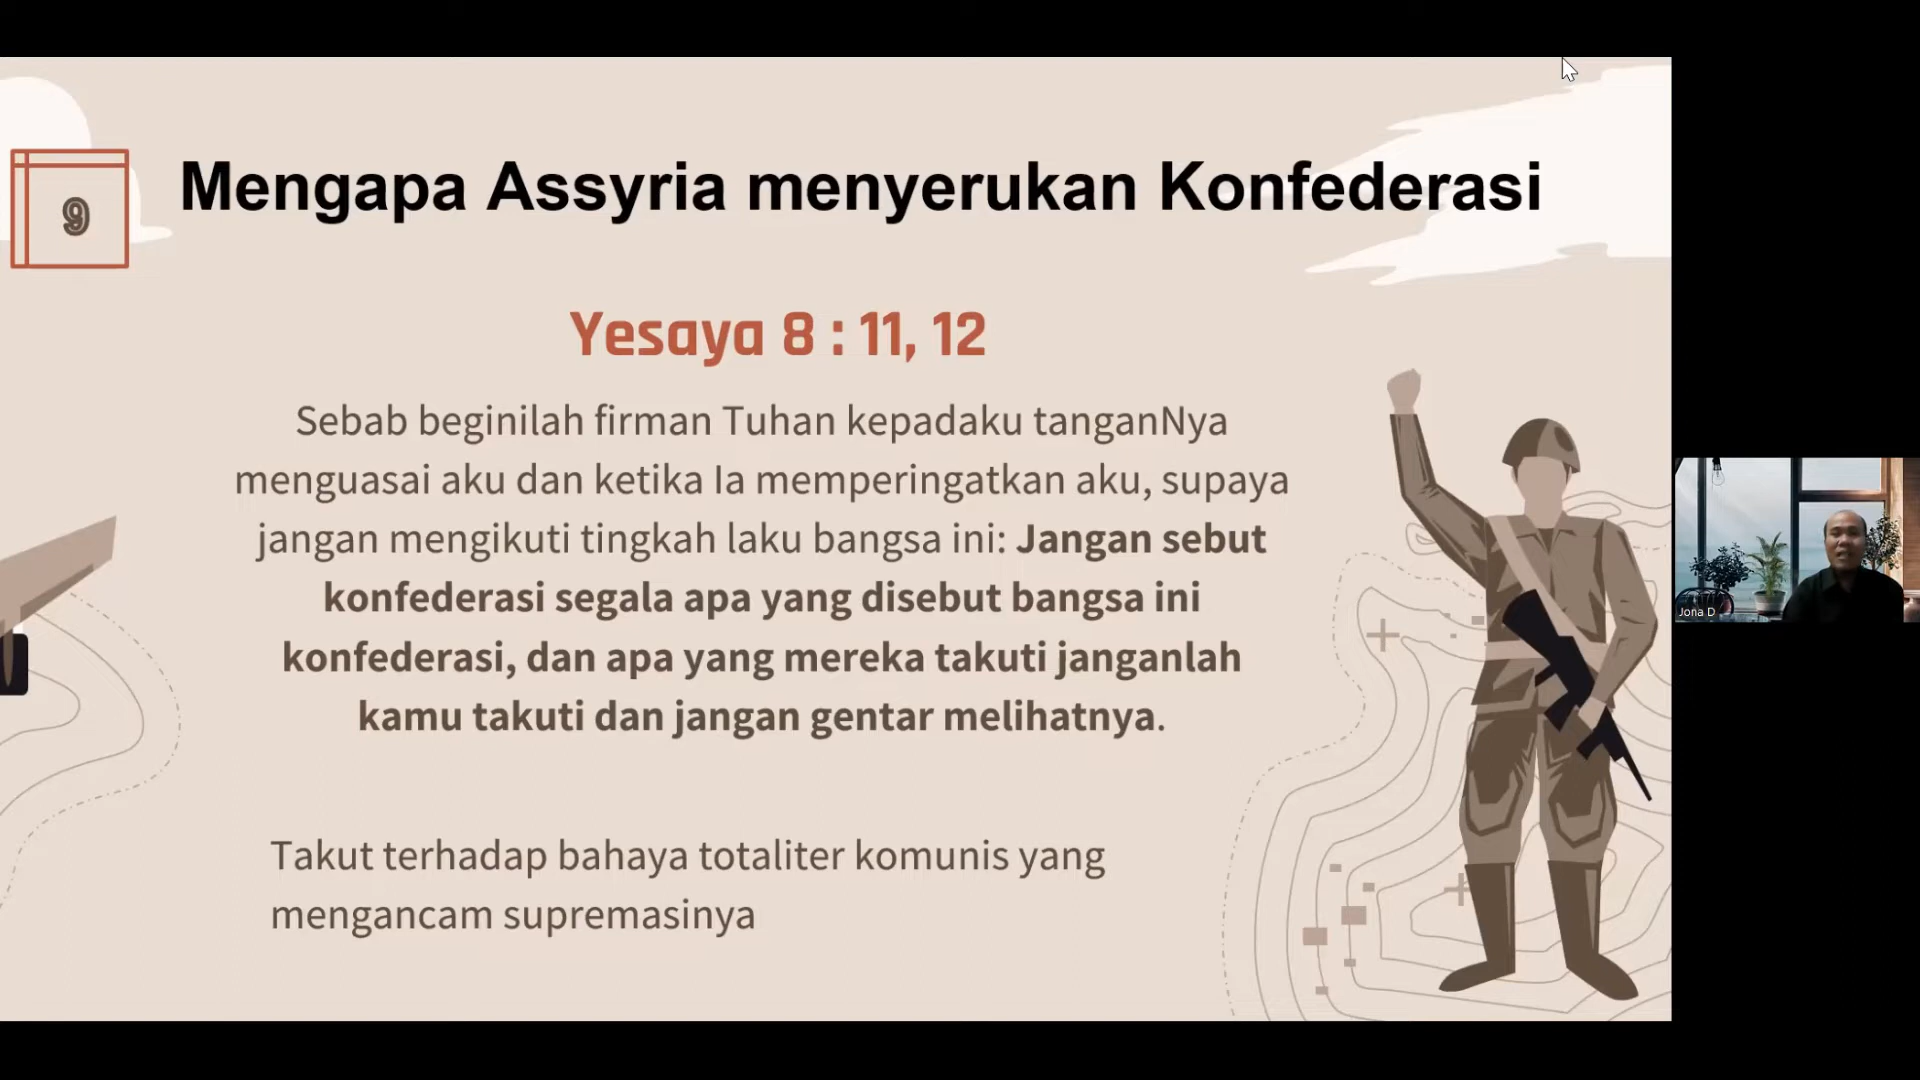 9
Mengapa Assyria menyerukan Konfederasi
Yesaya 8 : 11, 12
Sebab beginilah firman Tuhan kepadaku tanganNya
menguasai aku dan ketika Ia memperingatkan aku, supaya
jangan mengikuti tingkah laku bangsa ini: Jangan sebut
konfederasi segala apa yang disebut bangsa ini
konfederasi, dan apa yang mereka takuti janganlah
kamu takuti dan jangan gentar melihatnya.
Takut terhadap bahaya totaliter komunis yang
mengancam supremasinya
Jona D